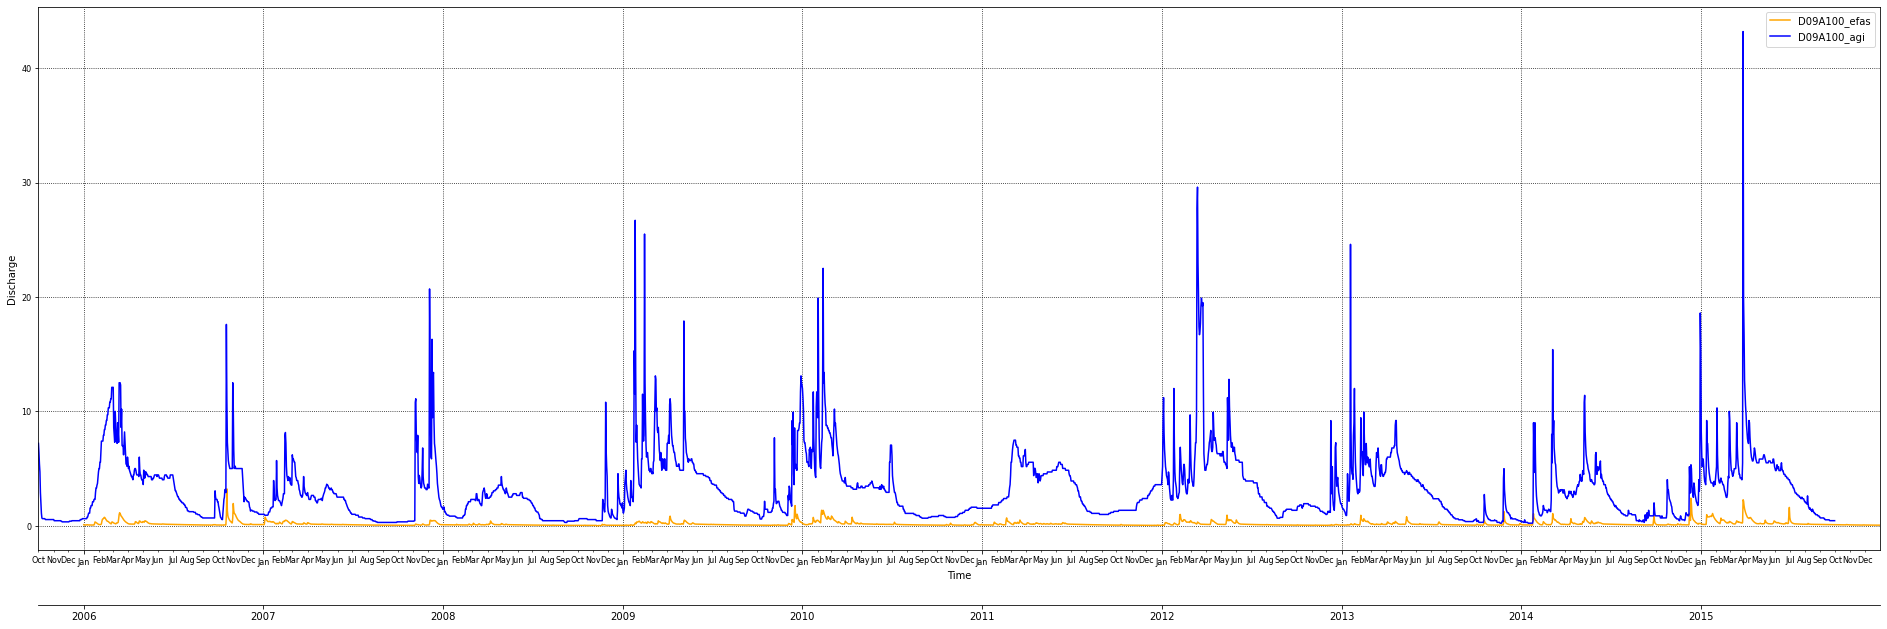 D09A100_efas
D09A100_agi
40
30
20
10
0
Discharge
Oct Nov Dec Jan Feb Mar Apr May Jun Jul Aug Sep Oct Nov Dec Jan Feb Mar Apr May Jun Jul Aug Sep Oct Nov Dec Jan Feb Mar Apr May Jun Jul Aug Sep Oct Nov Dec Jan Feb Mar Apr May Jun Jul Aug Sep Oct Nov Dec Jan Feb Mar Apr May Jun Jul Aug Sep Oct Nov Dec Jan Feb Mar Apr May Jun Jul Aug Sep Oct Nov Dec Jan Feb Mar Apr May Jun Jul Aug Sep Oct Nov Dec Jan Feb Mar Apr May Jun Jul Aug Sep Oct Nov Dec Jan Feb Mar Apr May Jun Jul Aug Sep Oct Nov Dec Jan Feb Mar Apr May Jun Jul Aug Sep Oct Nov Dec
Time
2006 2007 2008 2009 2010 2011 2012 2013 2014 2015